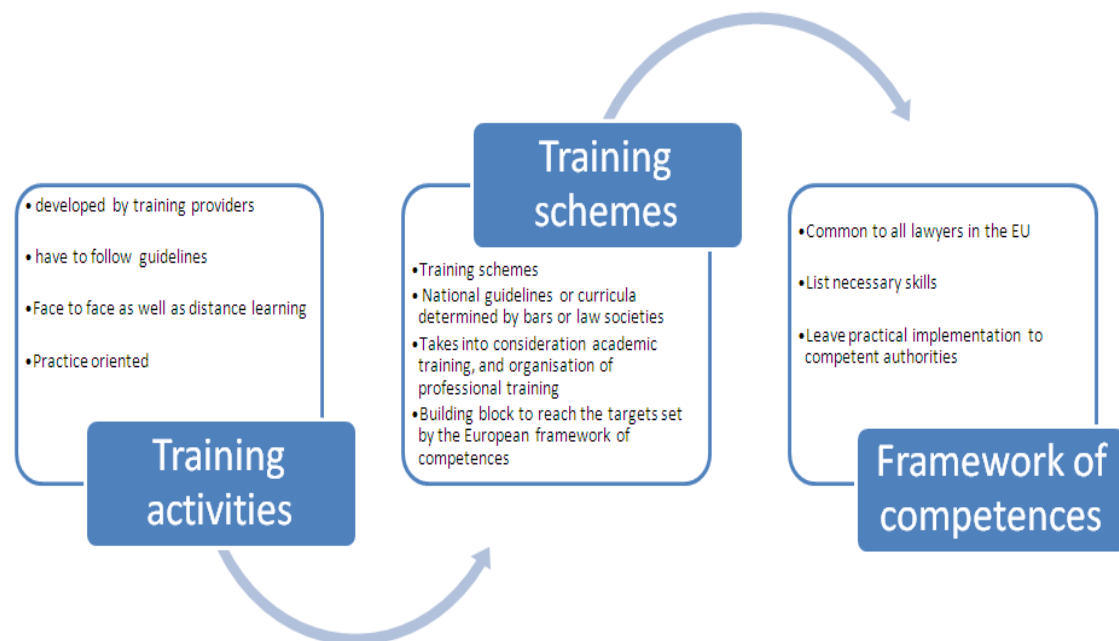 • developed by training providers
• have to follow guidelines
• Face to face as well as distance learning
• Practice oriented
Training
activities
Training
schemes
•Training schemes
• National guidelines or curricula
determined by bars or law societies
•Takes into consideration academic
training, and organisation of
professional training
•Building block to reach the targets set
by the European framework of
competences
•Common to all lawyers in the EU
•List necessary skills
•Leave practical implementation to
competent authorities
Framework of
competences